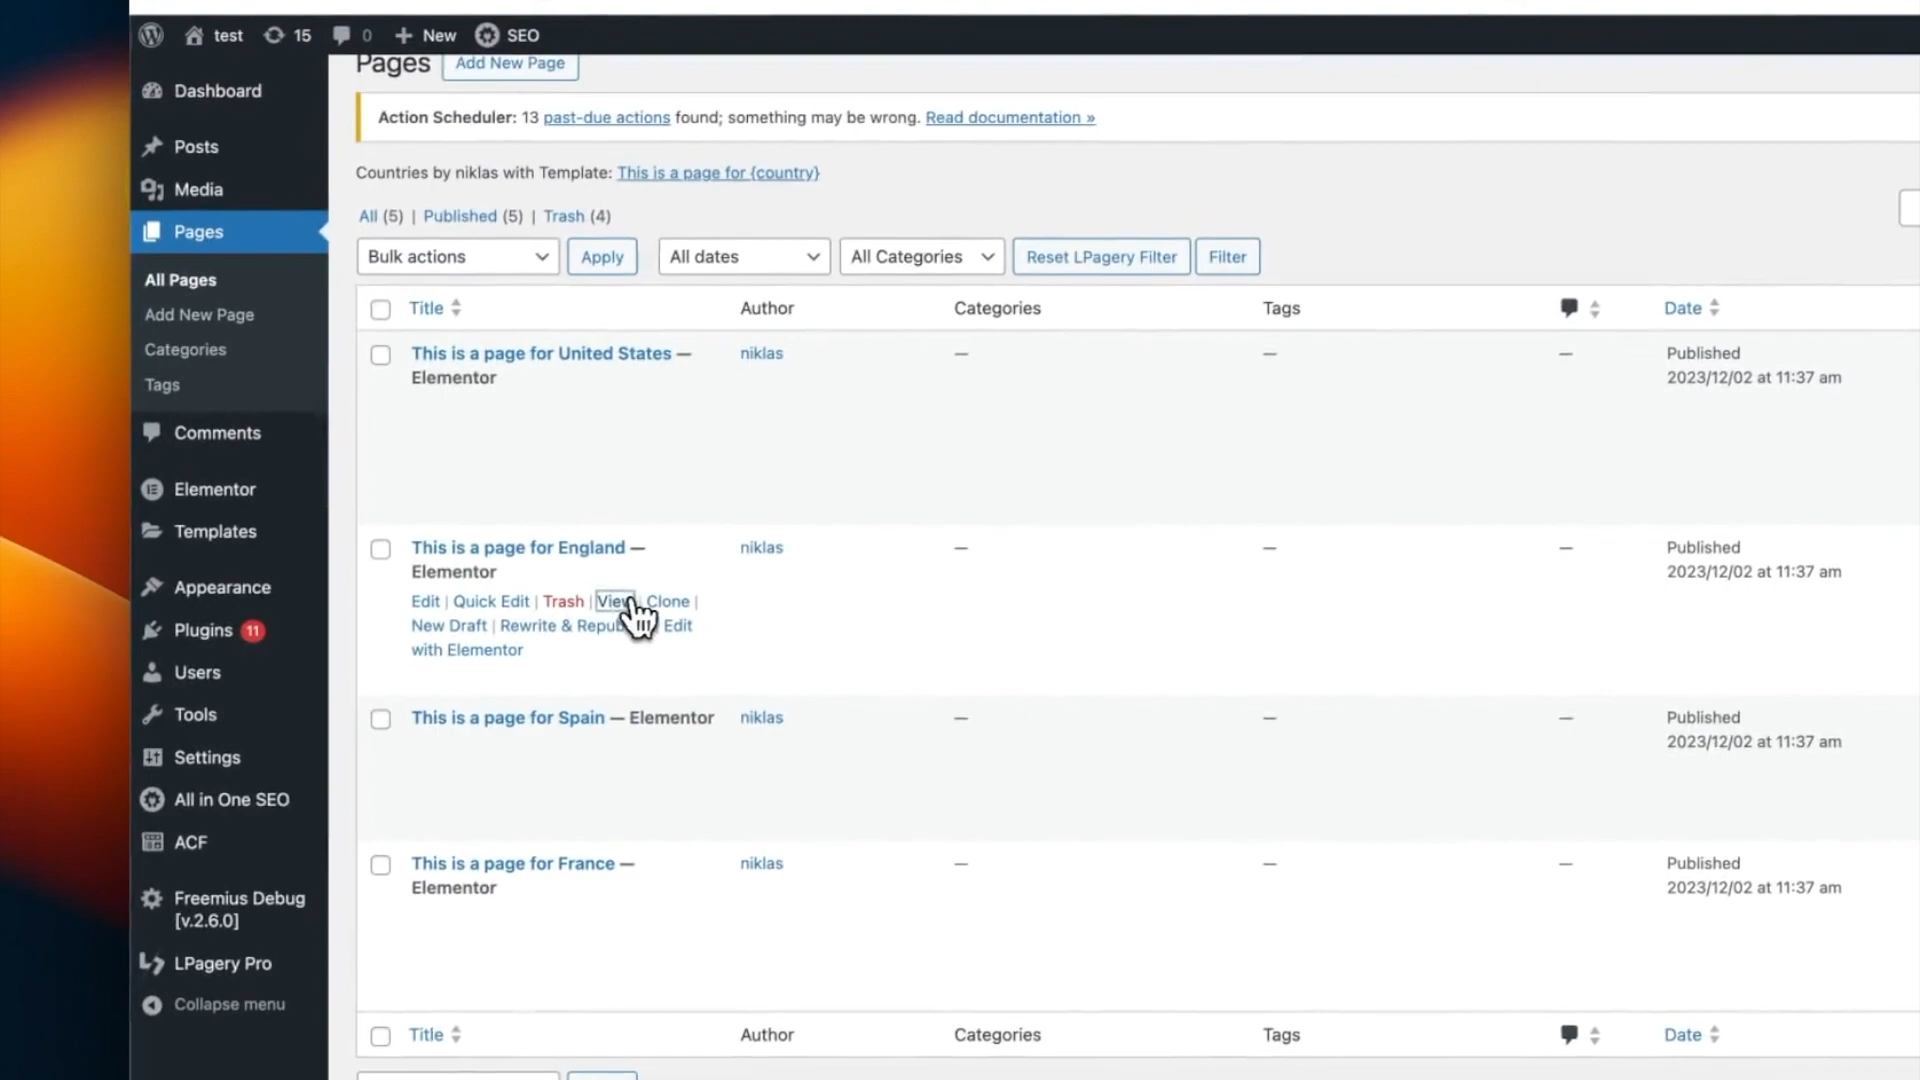 test 15 0 New SEO
Pages Add New Page
Dashboard
Posts
Media
Pages
All Pages
Add New Page
Categories
Tags
Comments
Elementor
Templates
Appearance
Plugins 11
Users
Tools
Settings
All in One SEO
ACF
Freemius Debug
[v.2.6.0]
LPagery Pro
Collapse menu
Action Scheduler: 13 past-due actions found; something may be wrong. Read documentation »
Countries by niklas with Template: This is a page for {country}
All (5) | Published (5) | Trash (4)
Bulk actions Apply All dates All Categories Reset LPagery Filter Filter
Title Author Categories Tags Date
This is a page for United States — niklas — — — Published
Elementor 2023/12/02 at 11:37 am
This is a page for England — niklas — — — Published
Elementor 2023/12/02 at 11:37 am
Edit | Quick Edit | Trash | View Clone |
New Draft | Rewrite & Edit
with Elementor
This is a page for Spain — Elementor niklas — — — Published
2023/12/02 at 11:37 am
This is a page for France — niklas — — — Published
Elementor 2023/12/02 at 11:37 am
Title Author Categories Tags Date